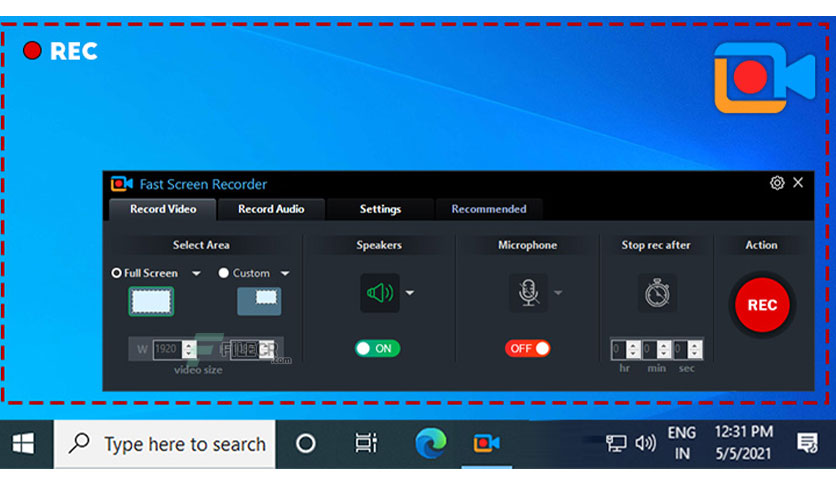 REC
Fast Screen Recorder
Record Video Record Audio Settings Recommended
Select Area Speakers Microphone Stop rec after Action
Full Screen Custom
REC
W 1920
ON OFF
0 0 0
FILECR
.com
video size hr min sec
Type here to search
ENG 12:31 PM
IN 5/5/2021